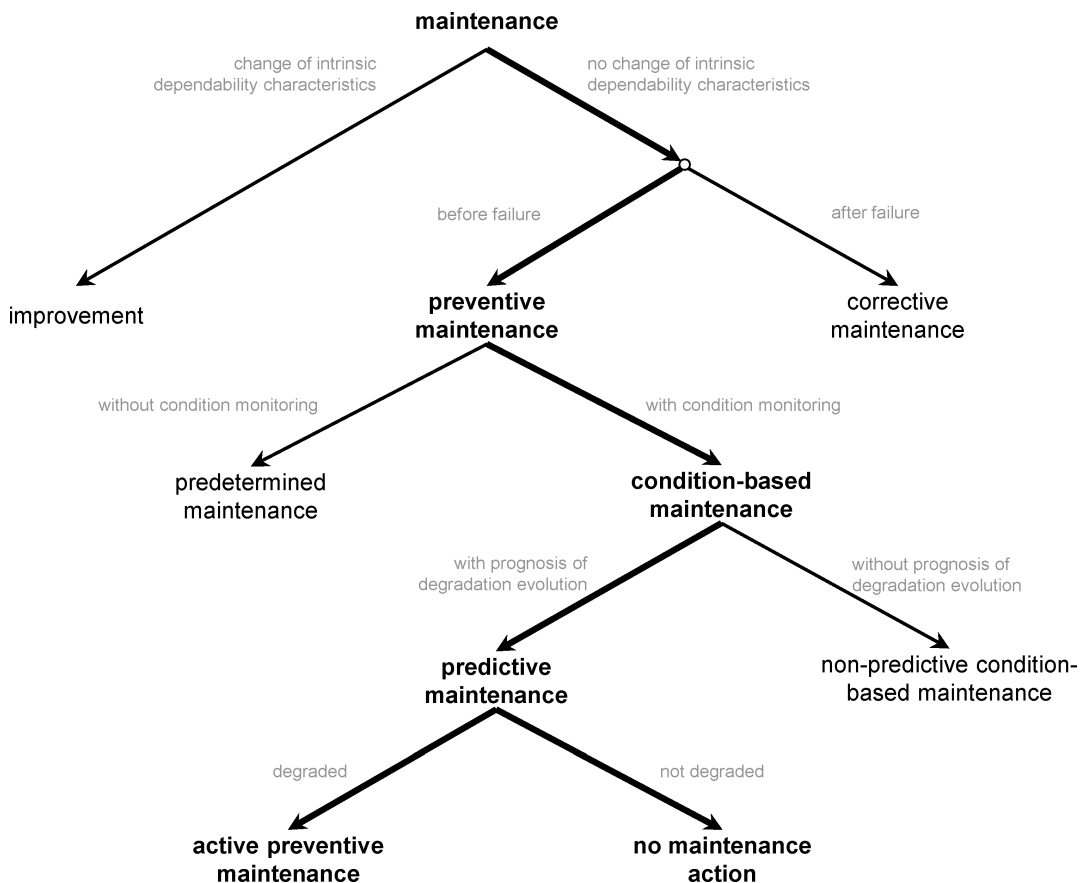 maintenance
change of intrinsic
dependability characteristics
no change of intrinsic
dependability characteristics
before failure
after failure
improvement
preventive
maintenance
corrective
maintenance
without condition monitoring
with condition monitoring
predetermined
maintenance
condition-based
maintenance
with prognosis of
degradation evolution
without prognosis of
degradation evolution
predictive
maintenance
non-predictive condition-
based maintenance
degraded
not degraded
active preventive
maintenance
no maintenance
action